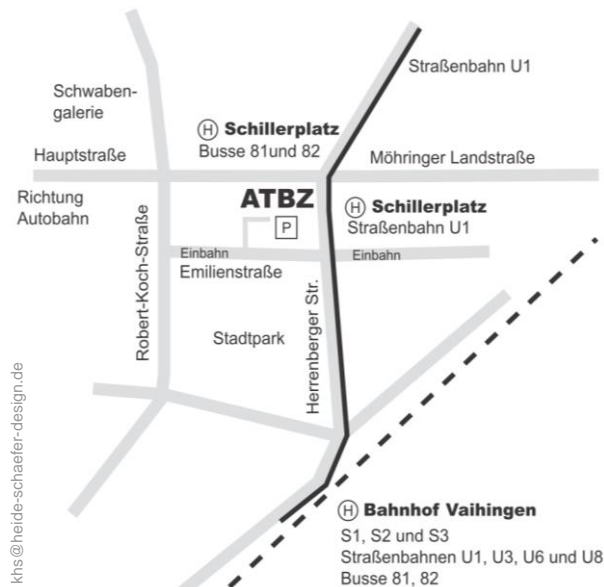 Straßenbahn U1
Schwaben-
galerie
H Schillerplatz
Busse 81und 82
Hauptstraße
Möhringer Landstraße
Richtung
Autobahn
ATBZ
P
H Schillerplatz
Straßenbahn U1
Robert-Koch-Straße
Einbahn
Einbahn
Emilienstraße
Herrenberger Str.
Stadtpark
khs@heide-schaefer-design.de
H Bahnhof Vaihingen
S1, S2 und S3
Straßenbahnen U1, U3, U6 und U8
Busse 81, 82